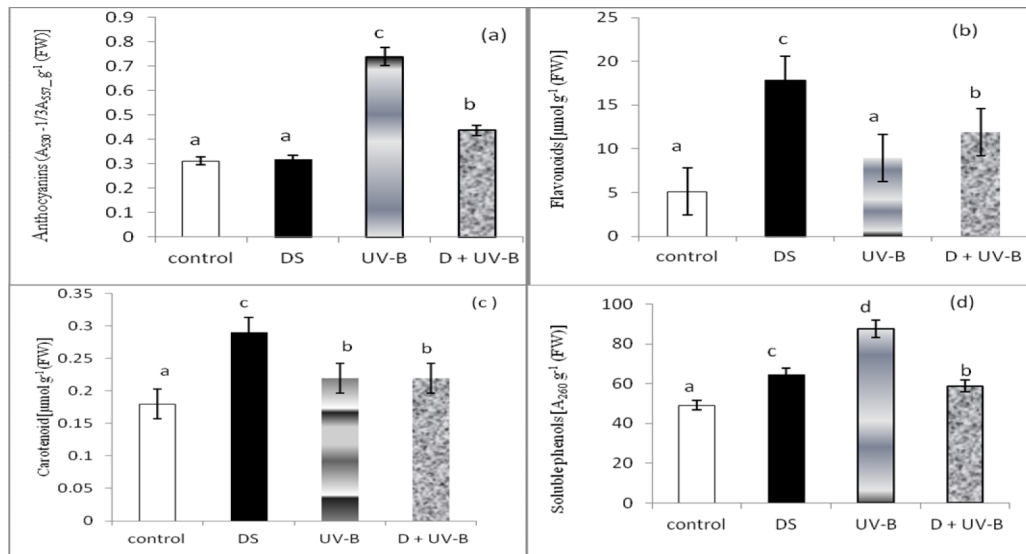 Anthocyanins (A530 -1/3A557_ g-1 (FW)
0.9
0.8
0.7
0.6
0.5
0.4
0.3
0.2
0.1
0
a
a
c
b
(a)
control
DS
UV-B
D + UV-B
Flavonoids [µmol g-1 (FW)]
25
20
15
10
5
0
a
c
a
b
(b)
control
DS
UV-B
D + UV-B
Carotenoid [µmol g-1 (FW)]
0.35
0.3
0.25
0.2
0.15
0.1
0.05
0
a
c
b
b
(c)
control
DS
UV-B
D + UV-B
Soluble phenols [A260 g-1 (FW)]
100
80
60
40
20
0
a
c
d
b
(d)
control
DS
UV-B
D + UV-B